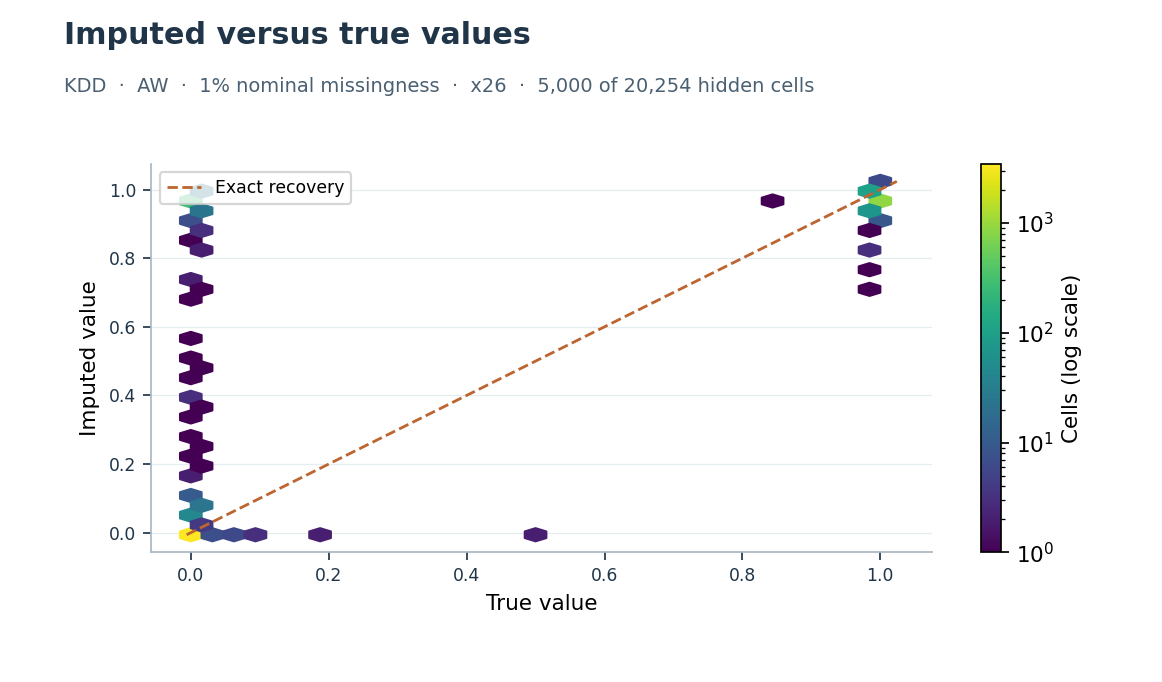 Imputed versus true values
KDD · AW · 1% nominal missingness · x26 · 5,000 of 20,254 hidden cells
Exact recovery
1.0
0.8
0.6
0.4
0.2
0.0
Imputed value
0.0 0.2 0.4 0.6 0.8 1.0
True value
10³
10²
10¹
10⁰
Cells (log scale)